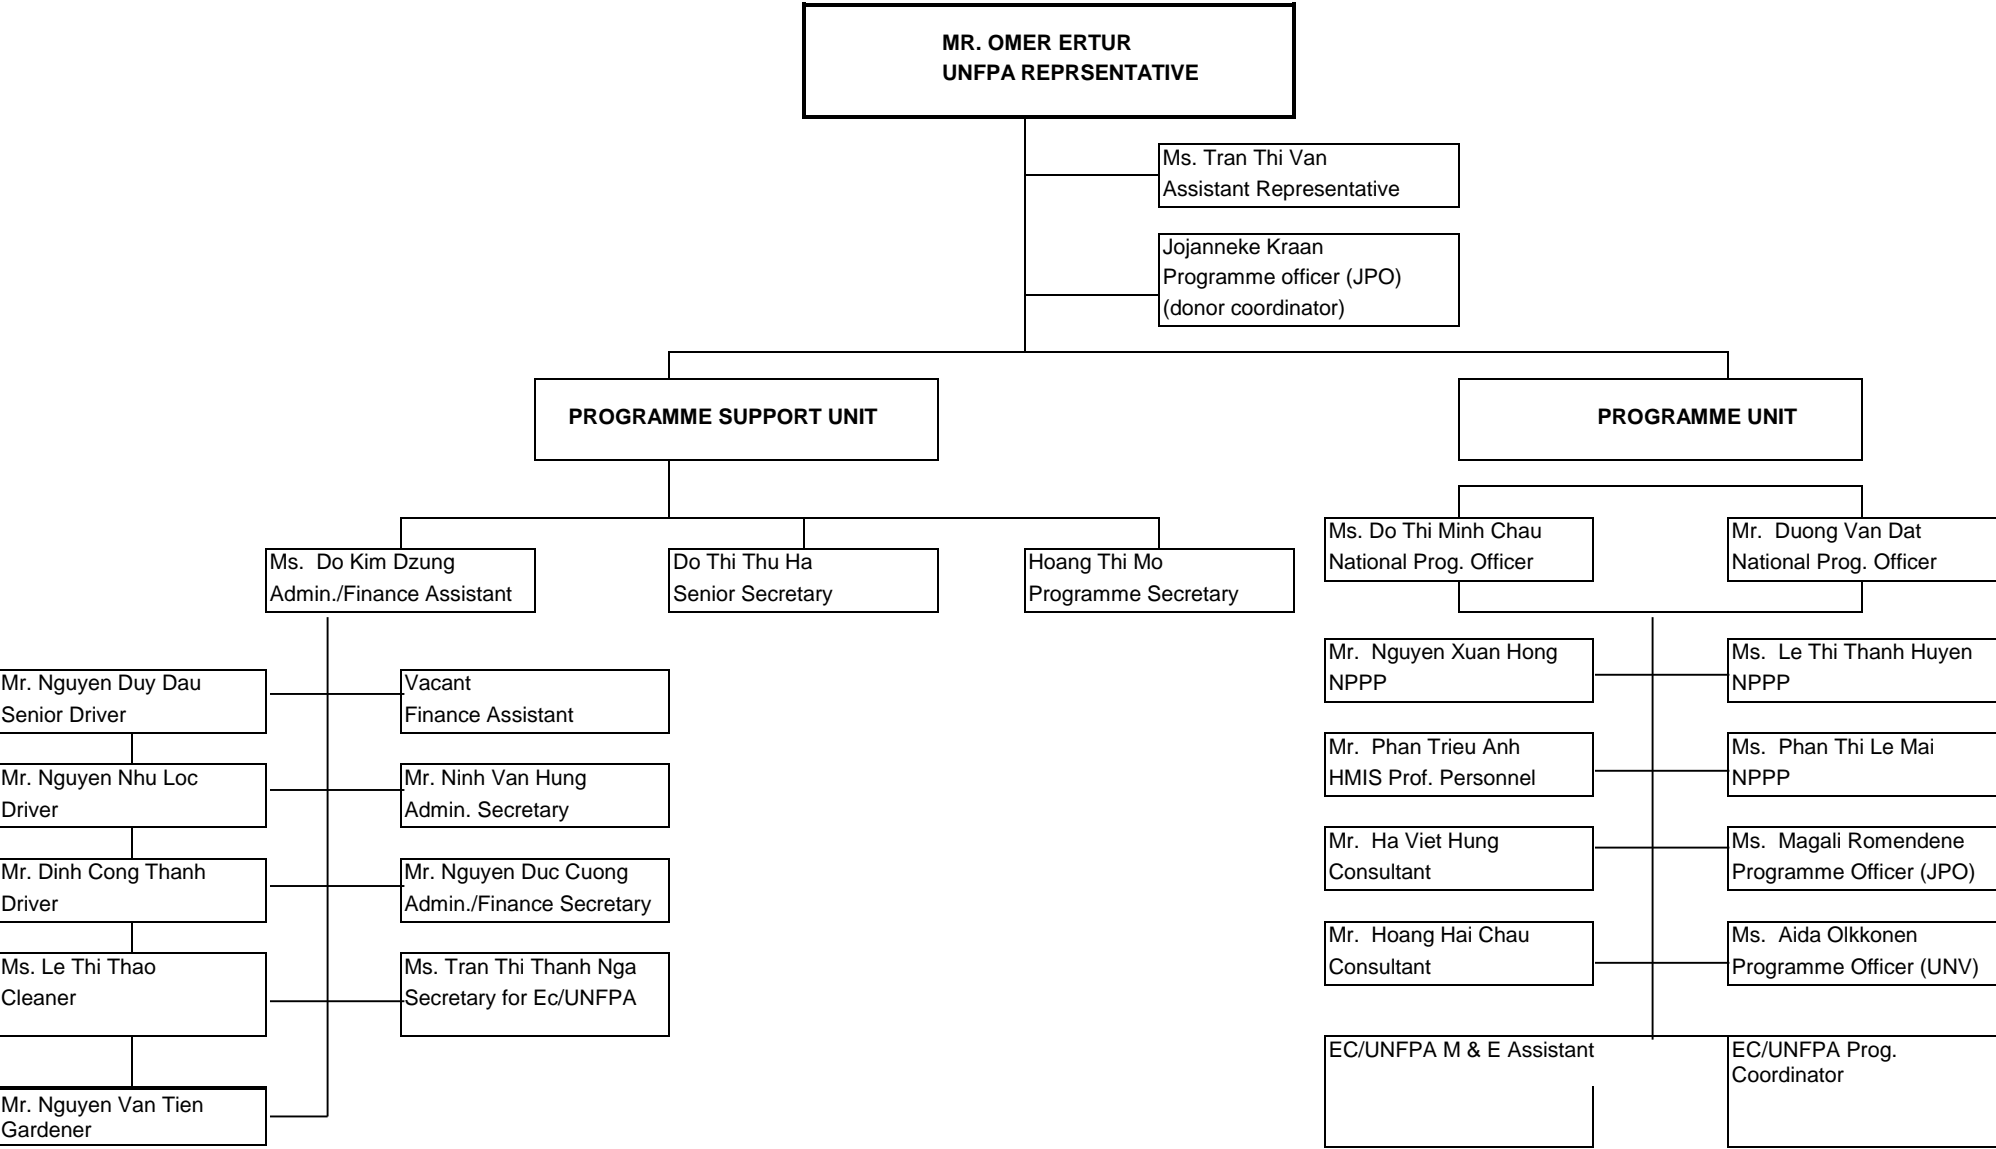 MR. OMER ERTUR
UNFPA REPRSENTATIVE
Ms. Tran Thi Van
Assistant Representative
Jojanneke Kraan
Programme officer (JPO)
(donor coordinator)
PROGRAMME SUPPORT UNIT
PROGRAMME UNIT
Ms. Do Kim Dzung
Admin./Finance Assistant
Do Thi Thu Ha
Senior Secretary
Hoang Thi Mo
Programme Secretary
Ms. Do Thi Minh Chau
National Prog. Officer
Mr. Duong Van Dat
National Prog. Officer
Mr. Nguyen Duy Dau
Senior Driver
Vacant
Finance Assistant
Mr. Nguyen Nhu Loc
Driver
Mr. Ninh Van Hung
Admin. Secretary
Mr. Dinh Cong Thanh
Driver
Mr. Nguyen Duc Cuong
Admin./Finance Secretary
Ms. Le Thi Thao
Cleaner
Ms. Tran Thi Thanh Nga
Secretary for Ec/UNFPA
Mr. Nguyen Van Tien
Gardener
Mr. Nguyen Xuan Hong
NPPP
Ms. Le Thi Thanh Huyen
NPPP
Mr. Phan Trieu Anh
HMIS Prof. Personnel
Ms. Phan Thi Le Mai
NPPP
Mr. Ha Viet Hung
Consultant
Ms. Magali Romendene
Programme Officer (JPO)
Mr. Hoang Hai Chau
Consultant
Ms. Aida Olkkonen
Programme Officer (UNV)
EC/UNFPA M & E Assistant
EC/UNFPA Prog.
Coordinator